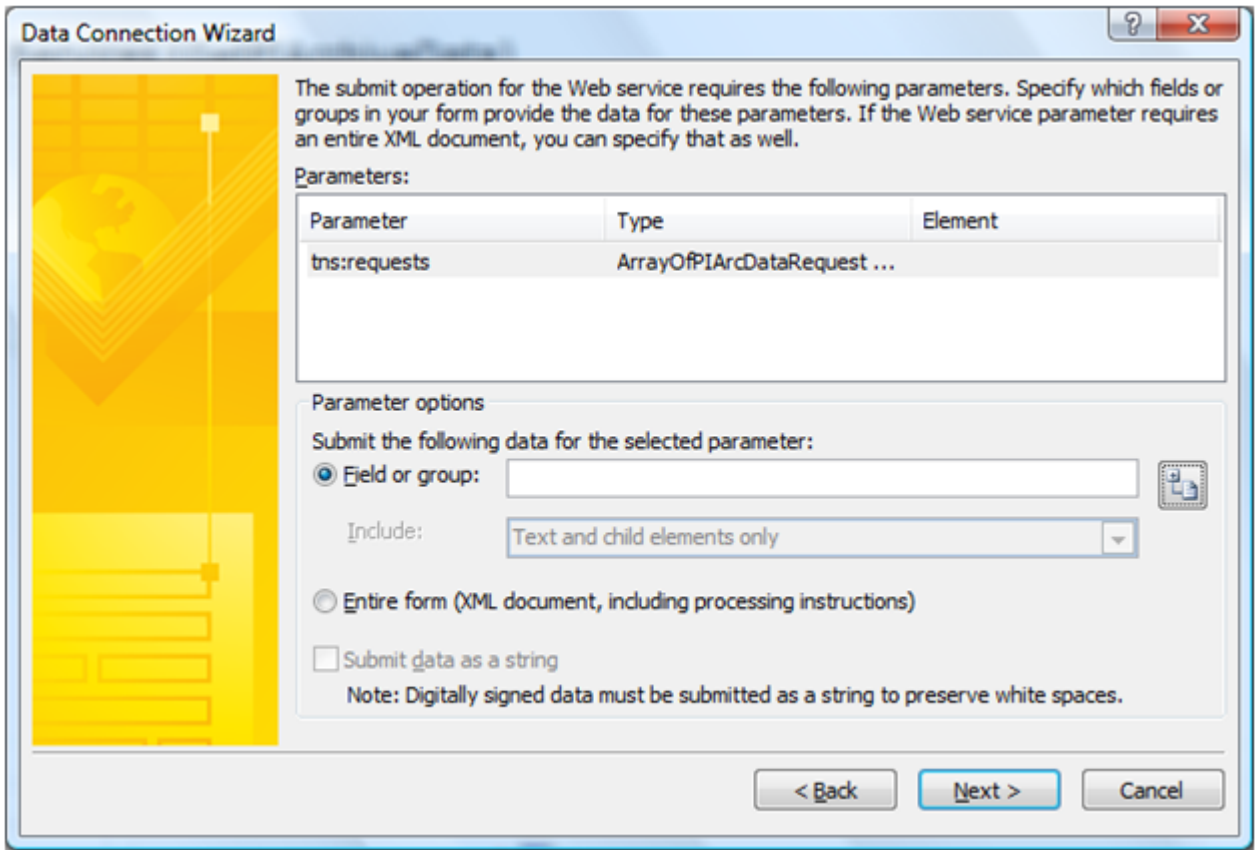 Data Connection Wizard
The submit operation for the Web service requires the following parameters. Specify which fields or
groups in your form provide the data for these parameters. If the Web service parameter requires
an entire XML document, you can specify that as well.
Parameters:
Parameter Type Element
tns:requests ArrayOfPIArcDataRequest ...
Parameter options
Submit the following data for the selected parameter:
Field or group:
Include: Text and child elements only
Entire form (XML document, including processing instructions)
Submit data as a string
Note: Digitally signed data must be submitted as a string to preserve white spaces.
< Back Next > Cancel